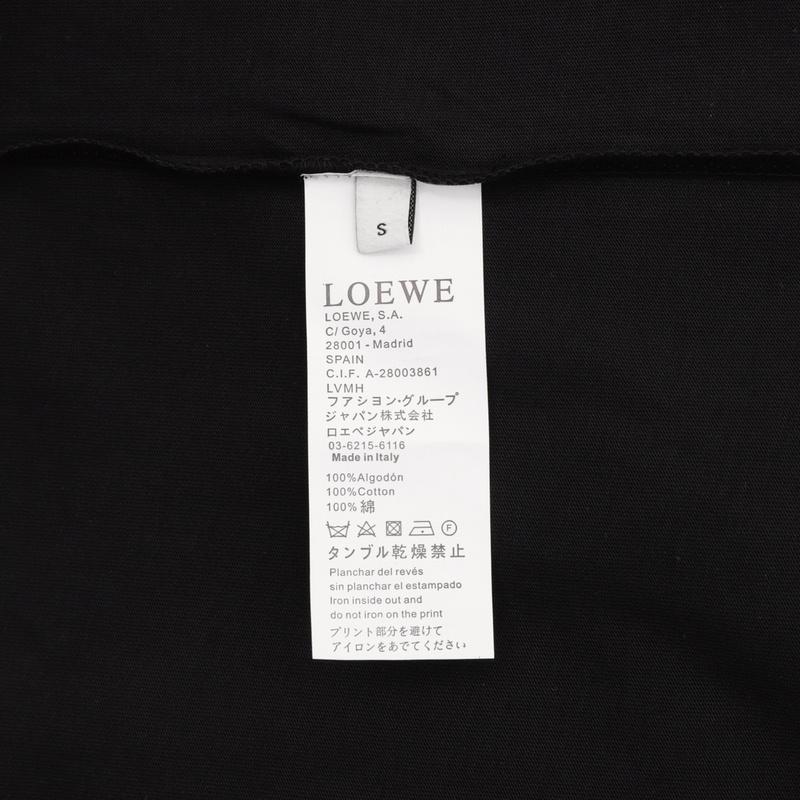 S
LOEWE
LOEWE, S.A.
C/ Goya, 4
28001 - Madrid
SPAIN
C.I.F. A-28003861
LVMH
ファシヨン·グループ
ジャパン株式会社
ロエベジャパン
03-6215-6116
Made in Italy
100%Algodón
100%Cotton
100% 綿
F
タンブル乾燥禁止
Planchar del revés
sin planchar el estampado
Iron inside out and
do not iron on the print
プリント部分を避けて
アイロンをあでてください